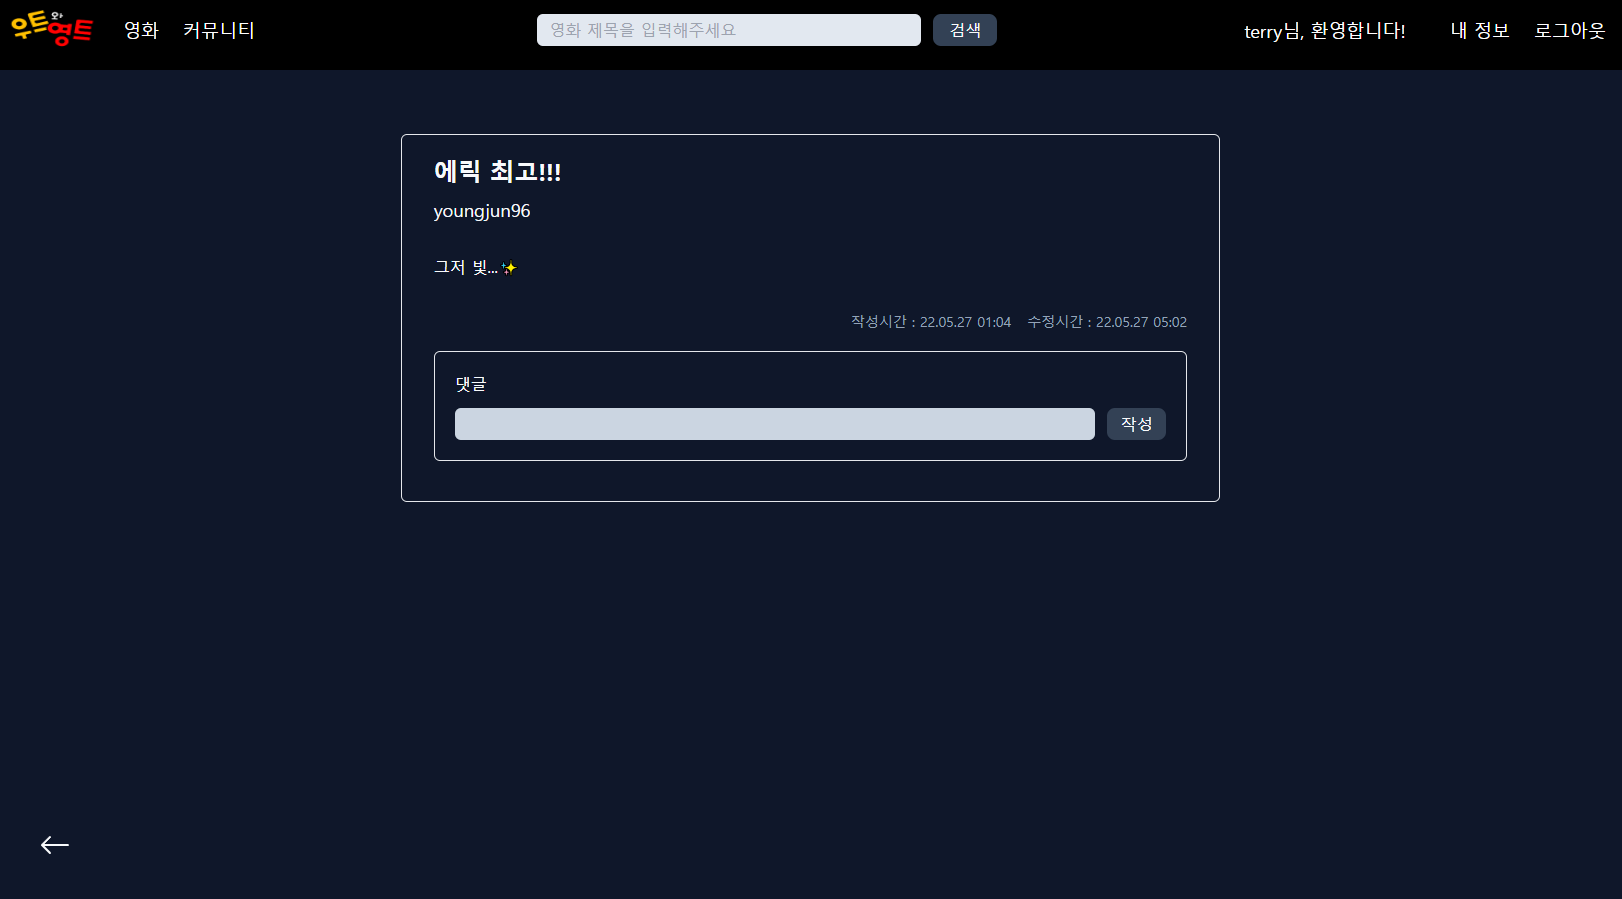 우트와영트 영화 커뮤니티 영화 제목을 입력해주세요 검색 terry님, 환영합니다! 내 정보 로그아웃
에릭 최고!!!
youngjun96
그저 빛...✨
작성시간 : 22.05.27 01:04 수정시간 : 22.05.27 05:02
댓글
작성